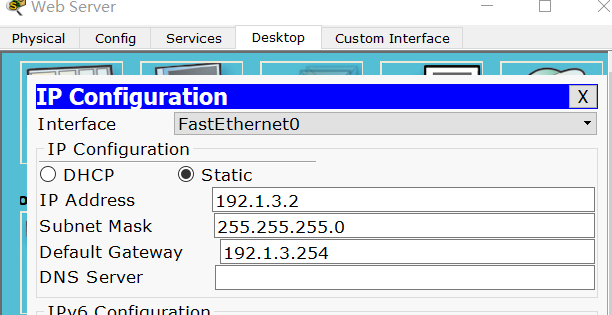 Web Server
Physical Config Services Desktop Custom Interface
IP Configuration X
Interface FastEthernet0
IP Configuration
DHCP Static
IP Address 192.1.3.2
Subnet Mask 255.255.255.0
Default Gateway 192.1.3.254
DNS Server
IPv6 Configuration